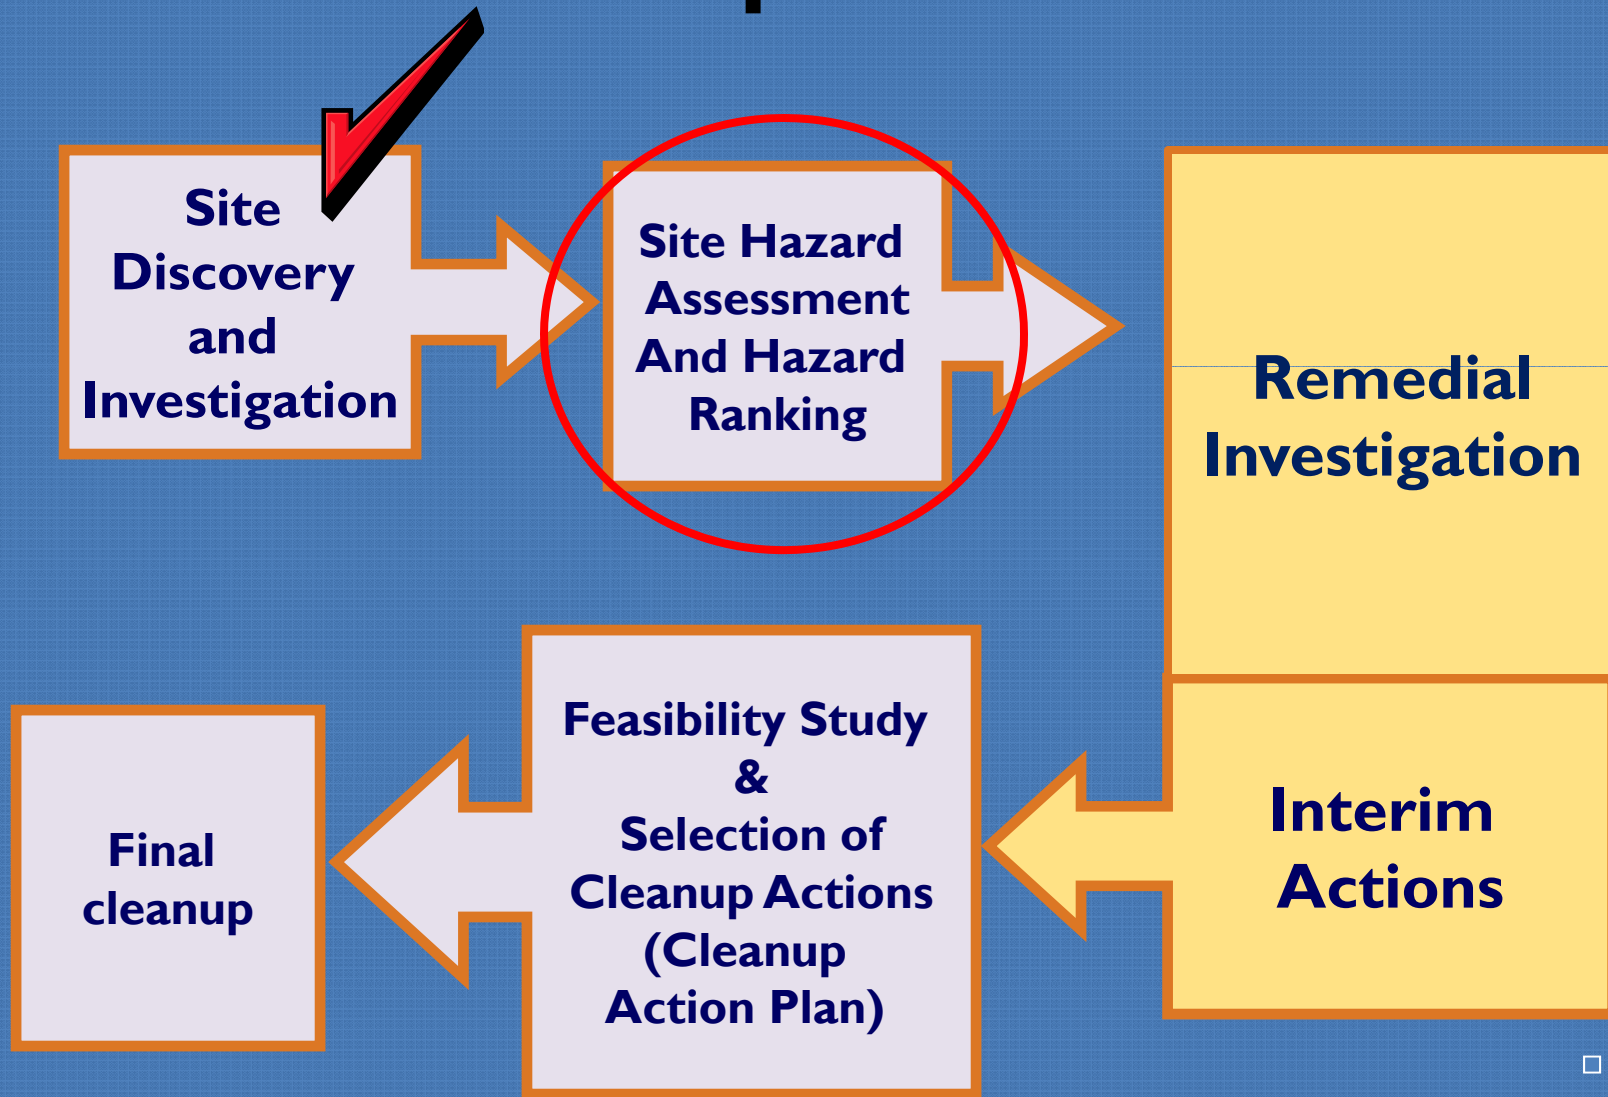 Site
Discovery
and
Investigation
Site Hazard
Assessment
And Hazard
Ranking
Remedial
Investigation
Interim
Actions
Feasibility Study
&
Selection of
Cleanup Actions
(Cleanup
Action Plan)
Final
cleanup